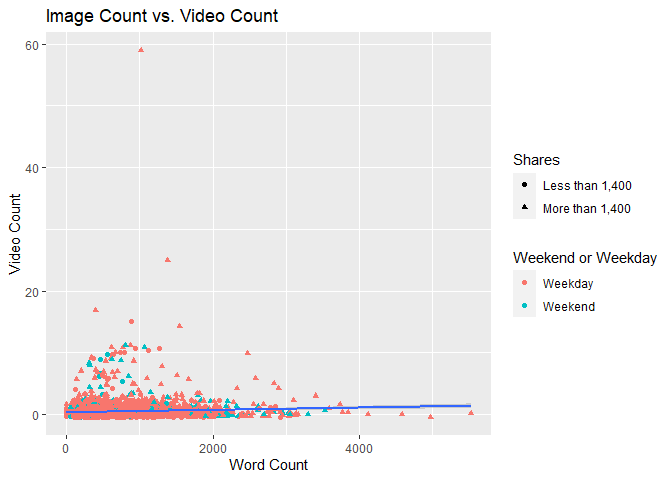 Image Count vs. Video Count
60
40
20
0
Video Count
0
2000
4000
Word Count
Shares
Less than 1,400
More than 1,400
Weekend or Weekday
Weekday
Weekend